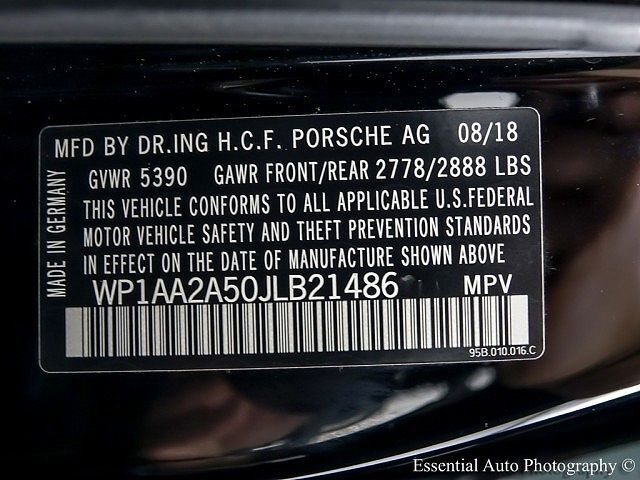 MFD BY DR.ING H.C.F. PORSCHE AG 08/18
GVWR 5390 GAWR FRONT/REAR 2778/2888 LBS
THIS VEHICLE CONFORMS TO ALL APPLICABLE U.S.FEDERAL
MOTOR VEHICLE SAFETY AND THEFT PREVENTION STANDARDS
IN EFFECT ON THE DATE OF MANUFACTURE SHOWN ABOVE
WP1AA2A50JLB21486 MPV
MADE IN GERMANY
95B.010.016.C
Essential Auto Photography ©